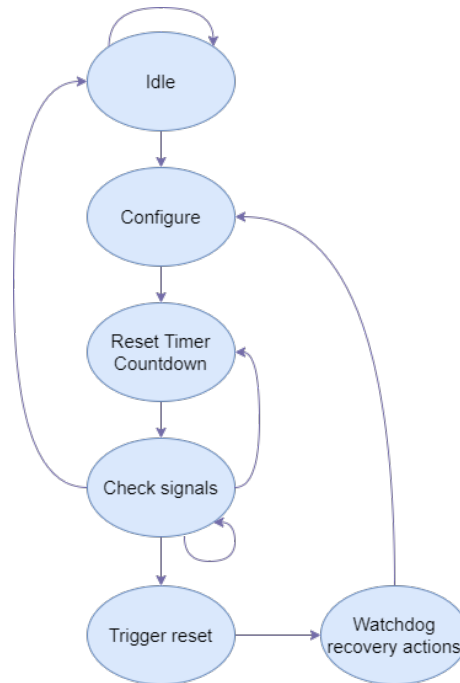 Idle
Configure
Reset Timer
Countdown
Check signals
Trigger reset
Watchdog
recovery actions